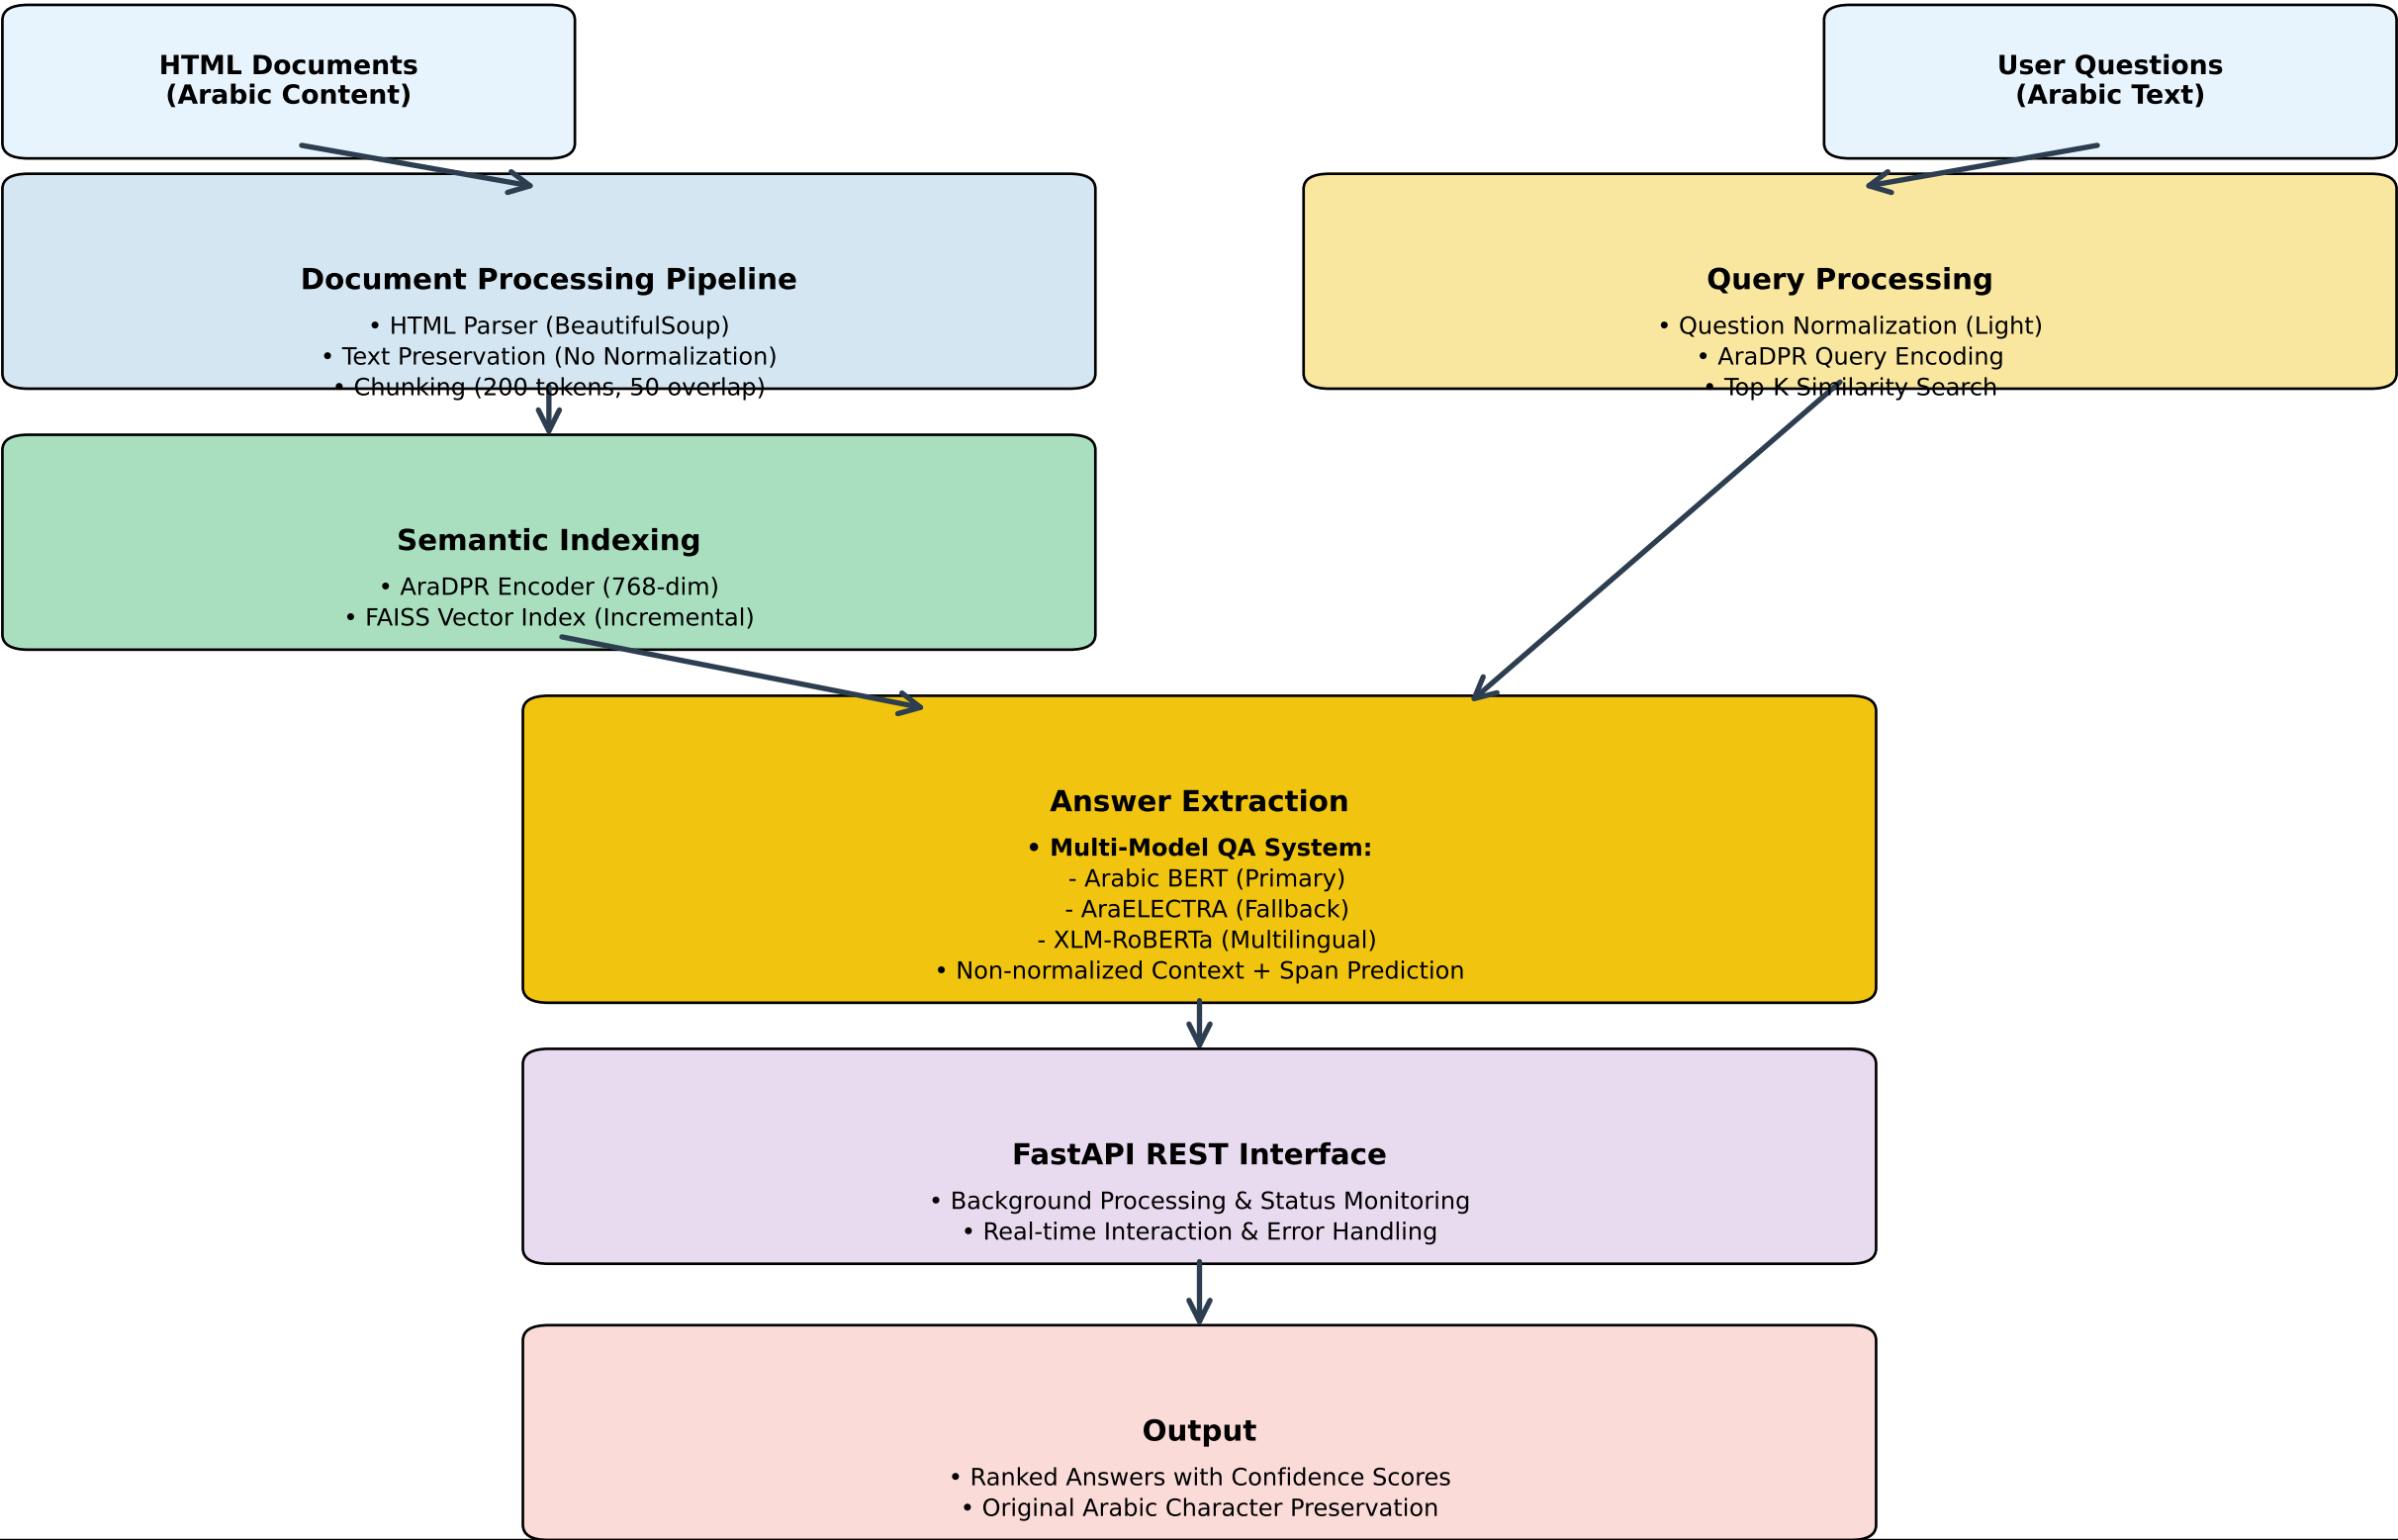 HTML Documents
(Arabic Content)
User Questions
(Arabic Text)
Document Processing Pipeline
• HTML Parser (BeautifulSoup)
• Text Preservation (No Normalization)
• Chunking (200 tokens, 50 overlap)
Query Processing
• Question Normalization (Light)
• AraDPR Query Encoding
• Top K Similarity Search
Semantic Indexing
• AraDPR Encoder (768-dim)
• FAISS Vector Index (Incremental)
Answer Extraction
• Multi-Model QA System:
- Arabic BERT (Primary)
- AraELECTRA (Fallback)
- XLM-RoBERTa (Multilingual)
• Non-normalized Context + Span Prediction
FastAPI REST Interface
• Background Processing & Status Monitoring
• Real-time Interaction & Error Handling
Output
• Ranked Answers with Confidence Scores
• Original Arabic Character Preservation